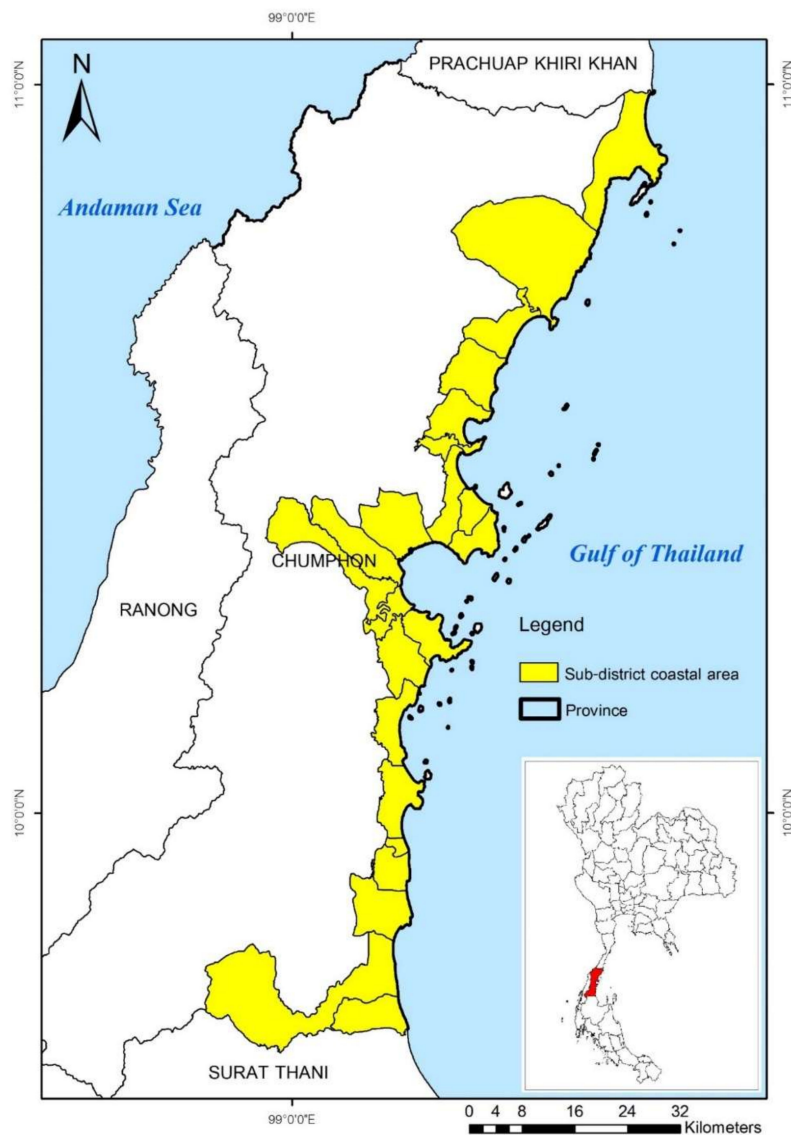 99°0'0"E
PRACHUAP KHIRI KHAN
N
11°0'0"N
11°0'0"N
Andaman Sea
Gulf of Thailand
CHUMPHON
RANONG
Legend
Sub-district coastal area
Province
10°0'0"N
10°0'0"N
SURAT THANI
99°0'0"E
0 4 8 16 24 32
Kilometers